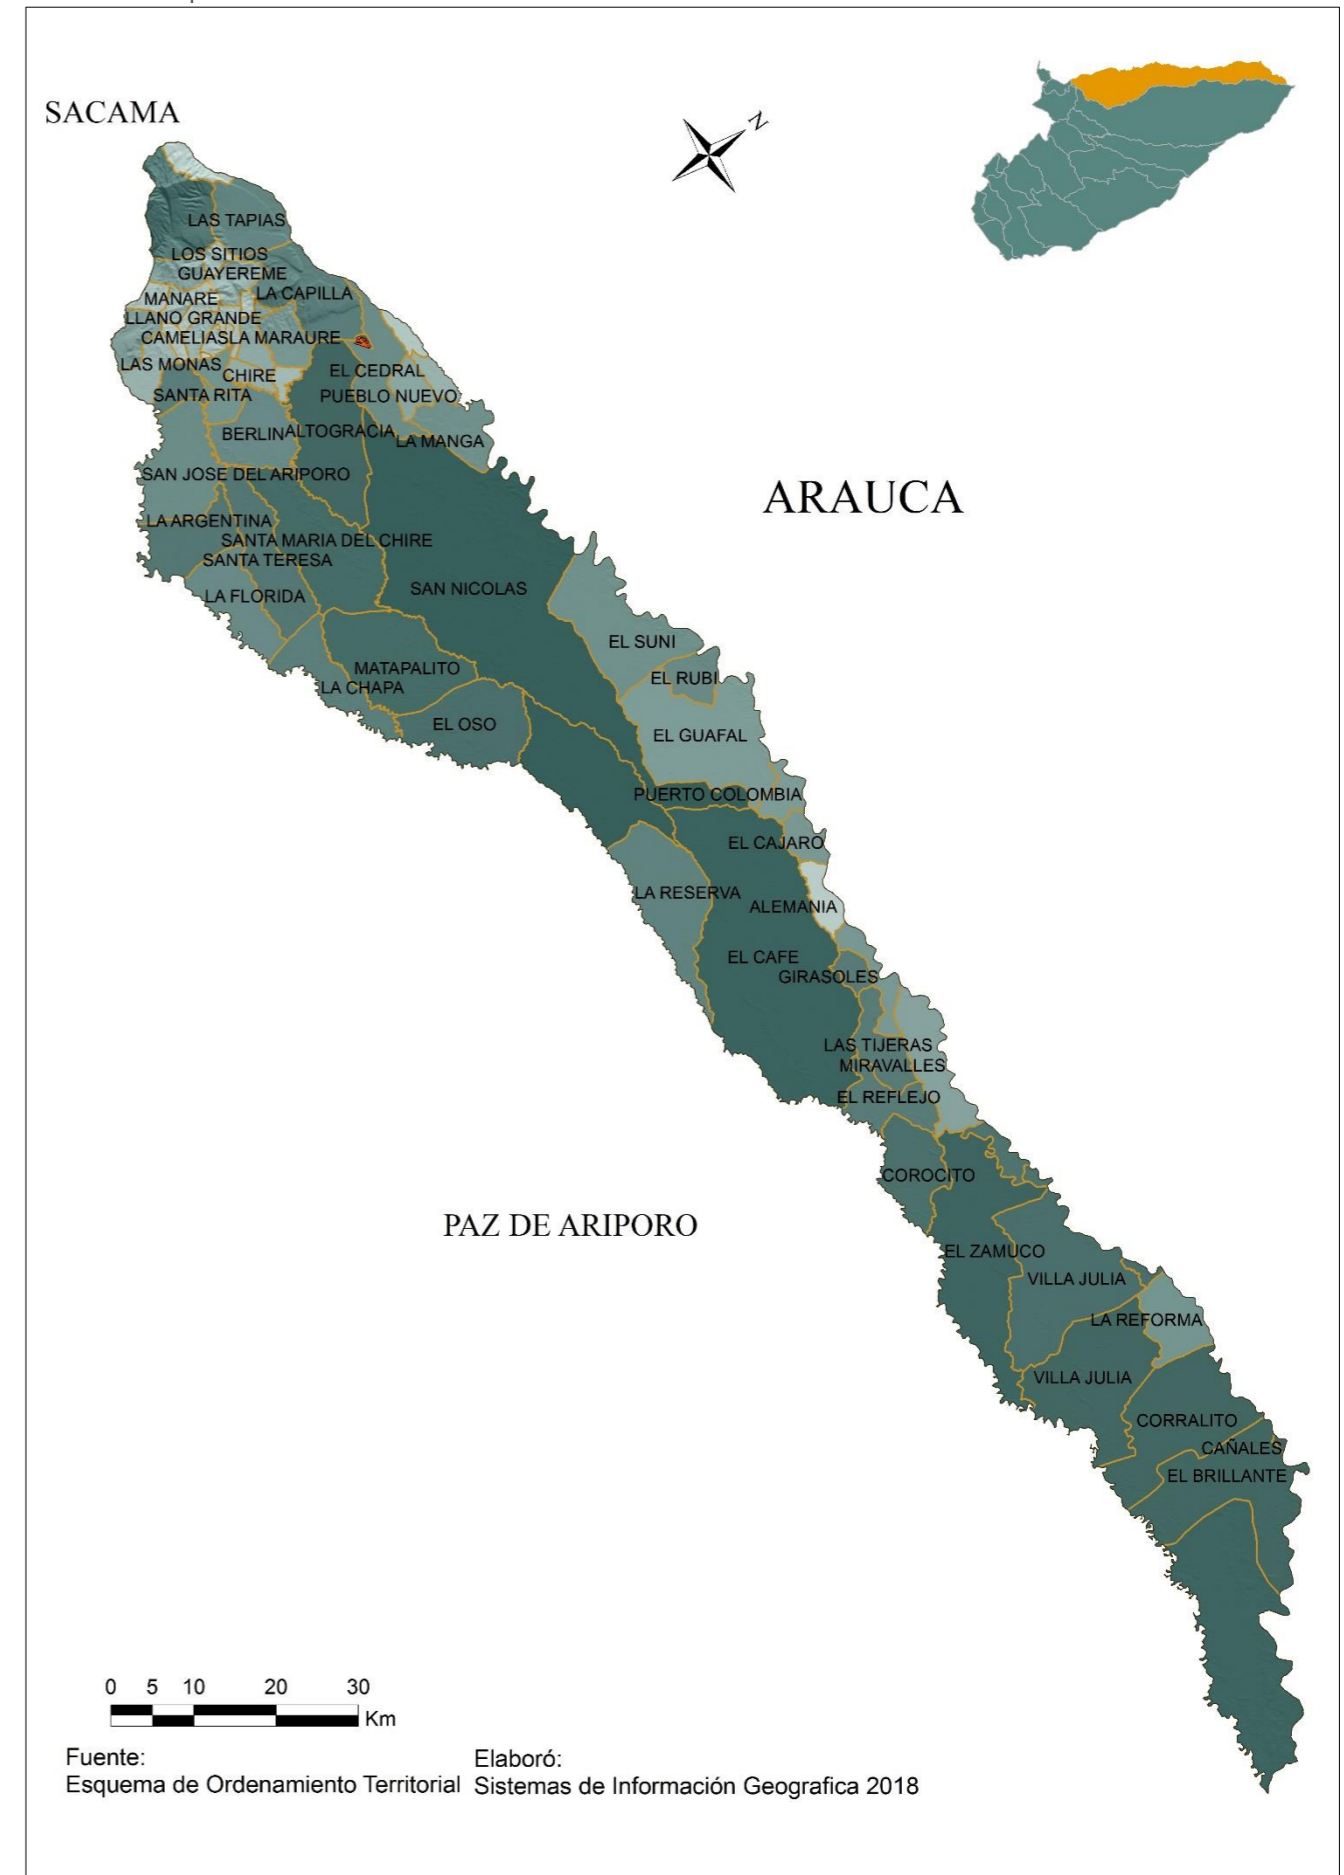 SACAMA
N
LAS TAPIAS
LOS SITIOS
GUAYEREME
LA CAPILLA
MANARE
LLANO GRANDE
CAMELIASLA MARAURE
LAS MONAS
CHIRE
EL CEDRAL
SANTA RITA
PUEBLO NUEVO
BERLIN
ALTOGRACIA
LA MANGA
SAN JOSE DEL ARIPORO
ARAUCA
LA ARGENTINA
SANTA MARIA DEL CHIRE
SANTA TERESA
LA FLORIDA
SAN NICOLAS
EL SUNI
MATAPALITO
EL RUBI
LA CHAPA
EL OSO
EL GUAFAL
PUERTO COLOMBIA
EL CAJARO
LA RESERVA
ALEMANIA
EL CAFE
GIRASOLES
LAS TIJERAS
MIRAVALLES
EL REFLEJO
COROCITO
PAZ DE ARIPORO
EL ZAMUCO
VILLA JULIA
LA REFORMA
VILLA JULIA
CORRALITO
CAÑALES
EL BRILLANTE
0 5 10 20 30
Km
Fuente:
Esquema de Ordenamiento Territorial
Elaboró:
Sistemas de Información Geografica 2018